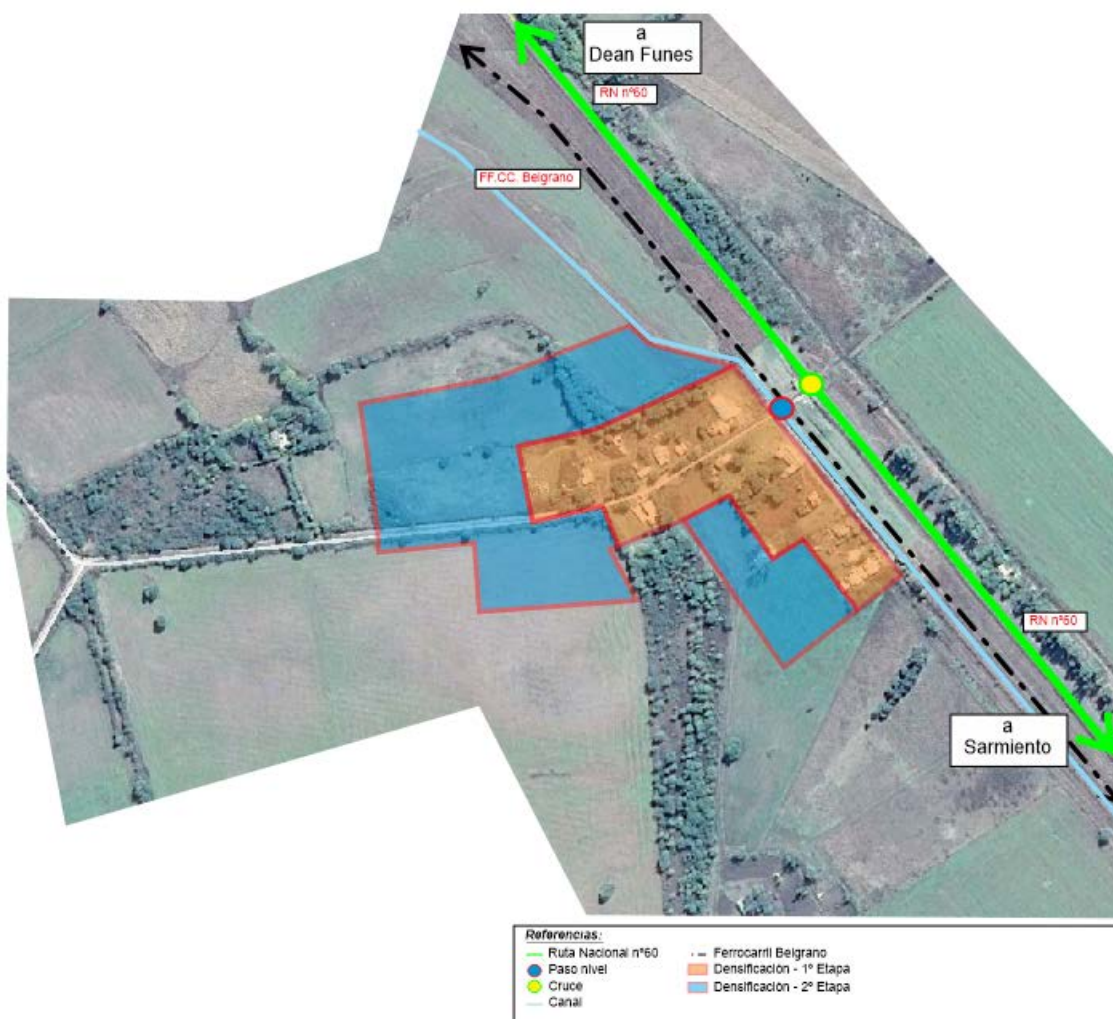 a
Dean Funes
RN nº60
FF.CC. Belgrano
RN nº60
a
Sarmiento
Referencias:
Ruta Nacional nº60
Paso nivel
Cruce
Canal
Ferrocarril Belgrano
Densificación - 1º Etapa
Densificación - 2º Etapa